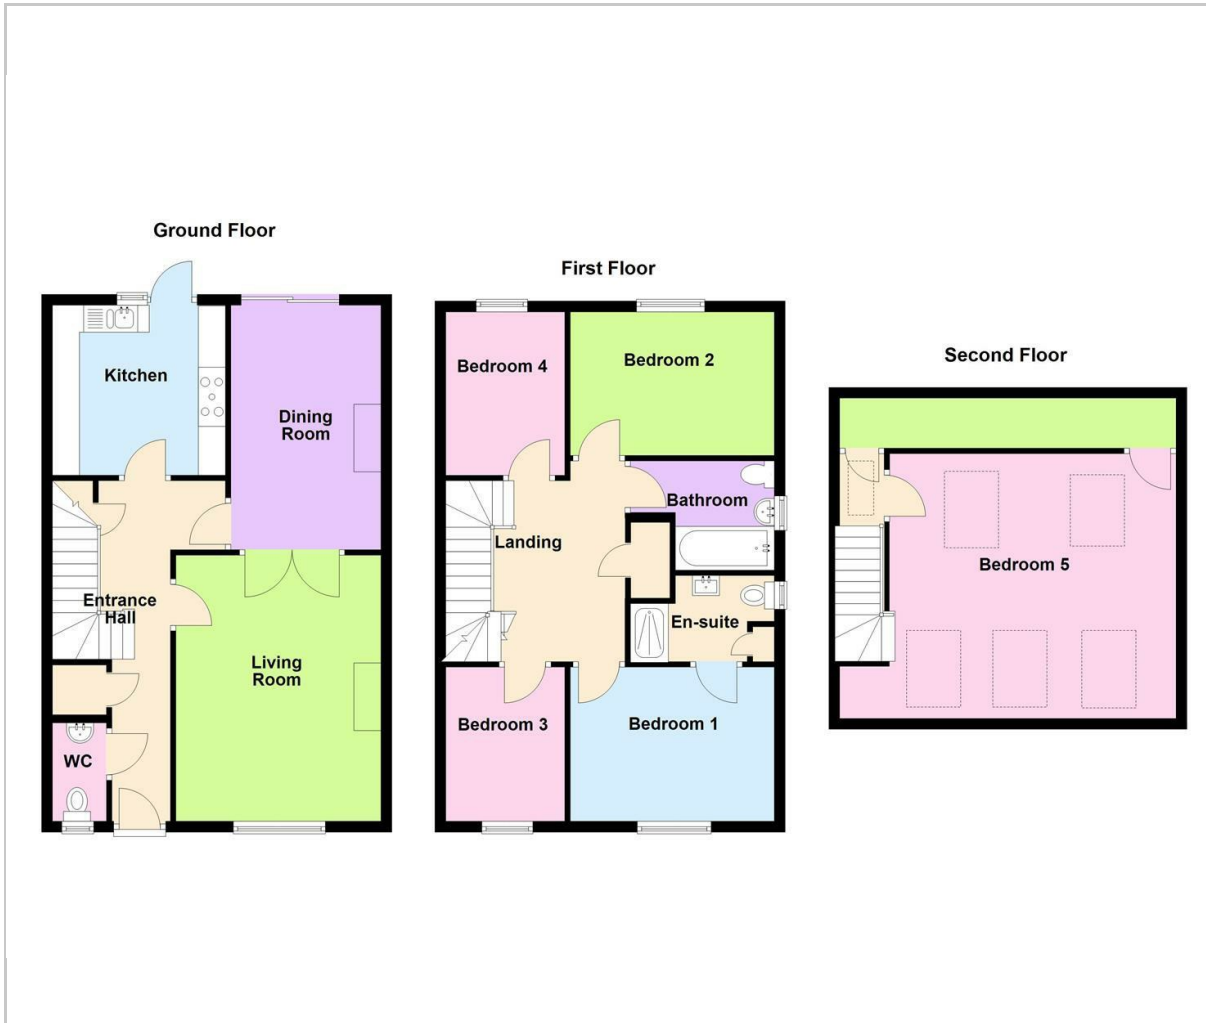 Ground Floor
Kitchen
Dining
Room
Entrance
Hall
Living
Room
WC
First Floor
Bedroom 4
Bedroom 2
Bathroom
Landing
En-suite
Bedroom 3
Bedroom 1
Second Floor
Bedroom 5